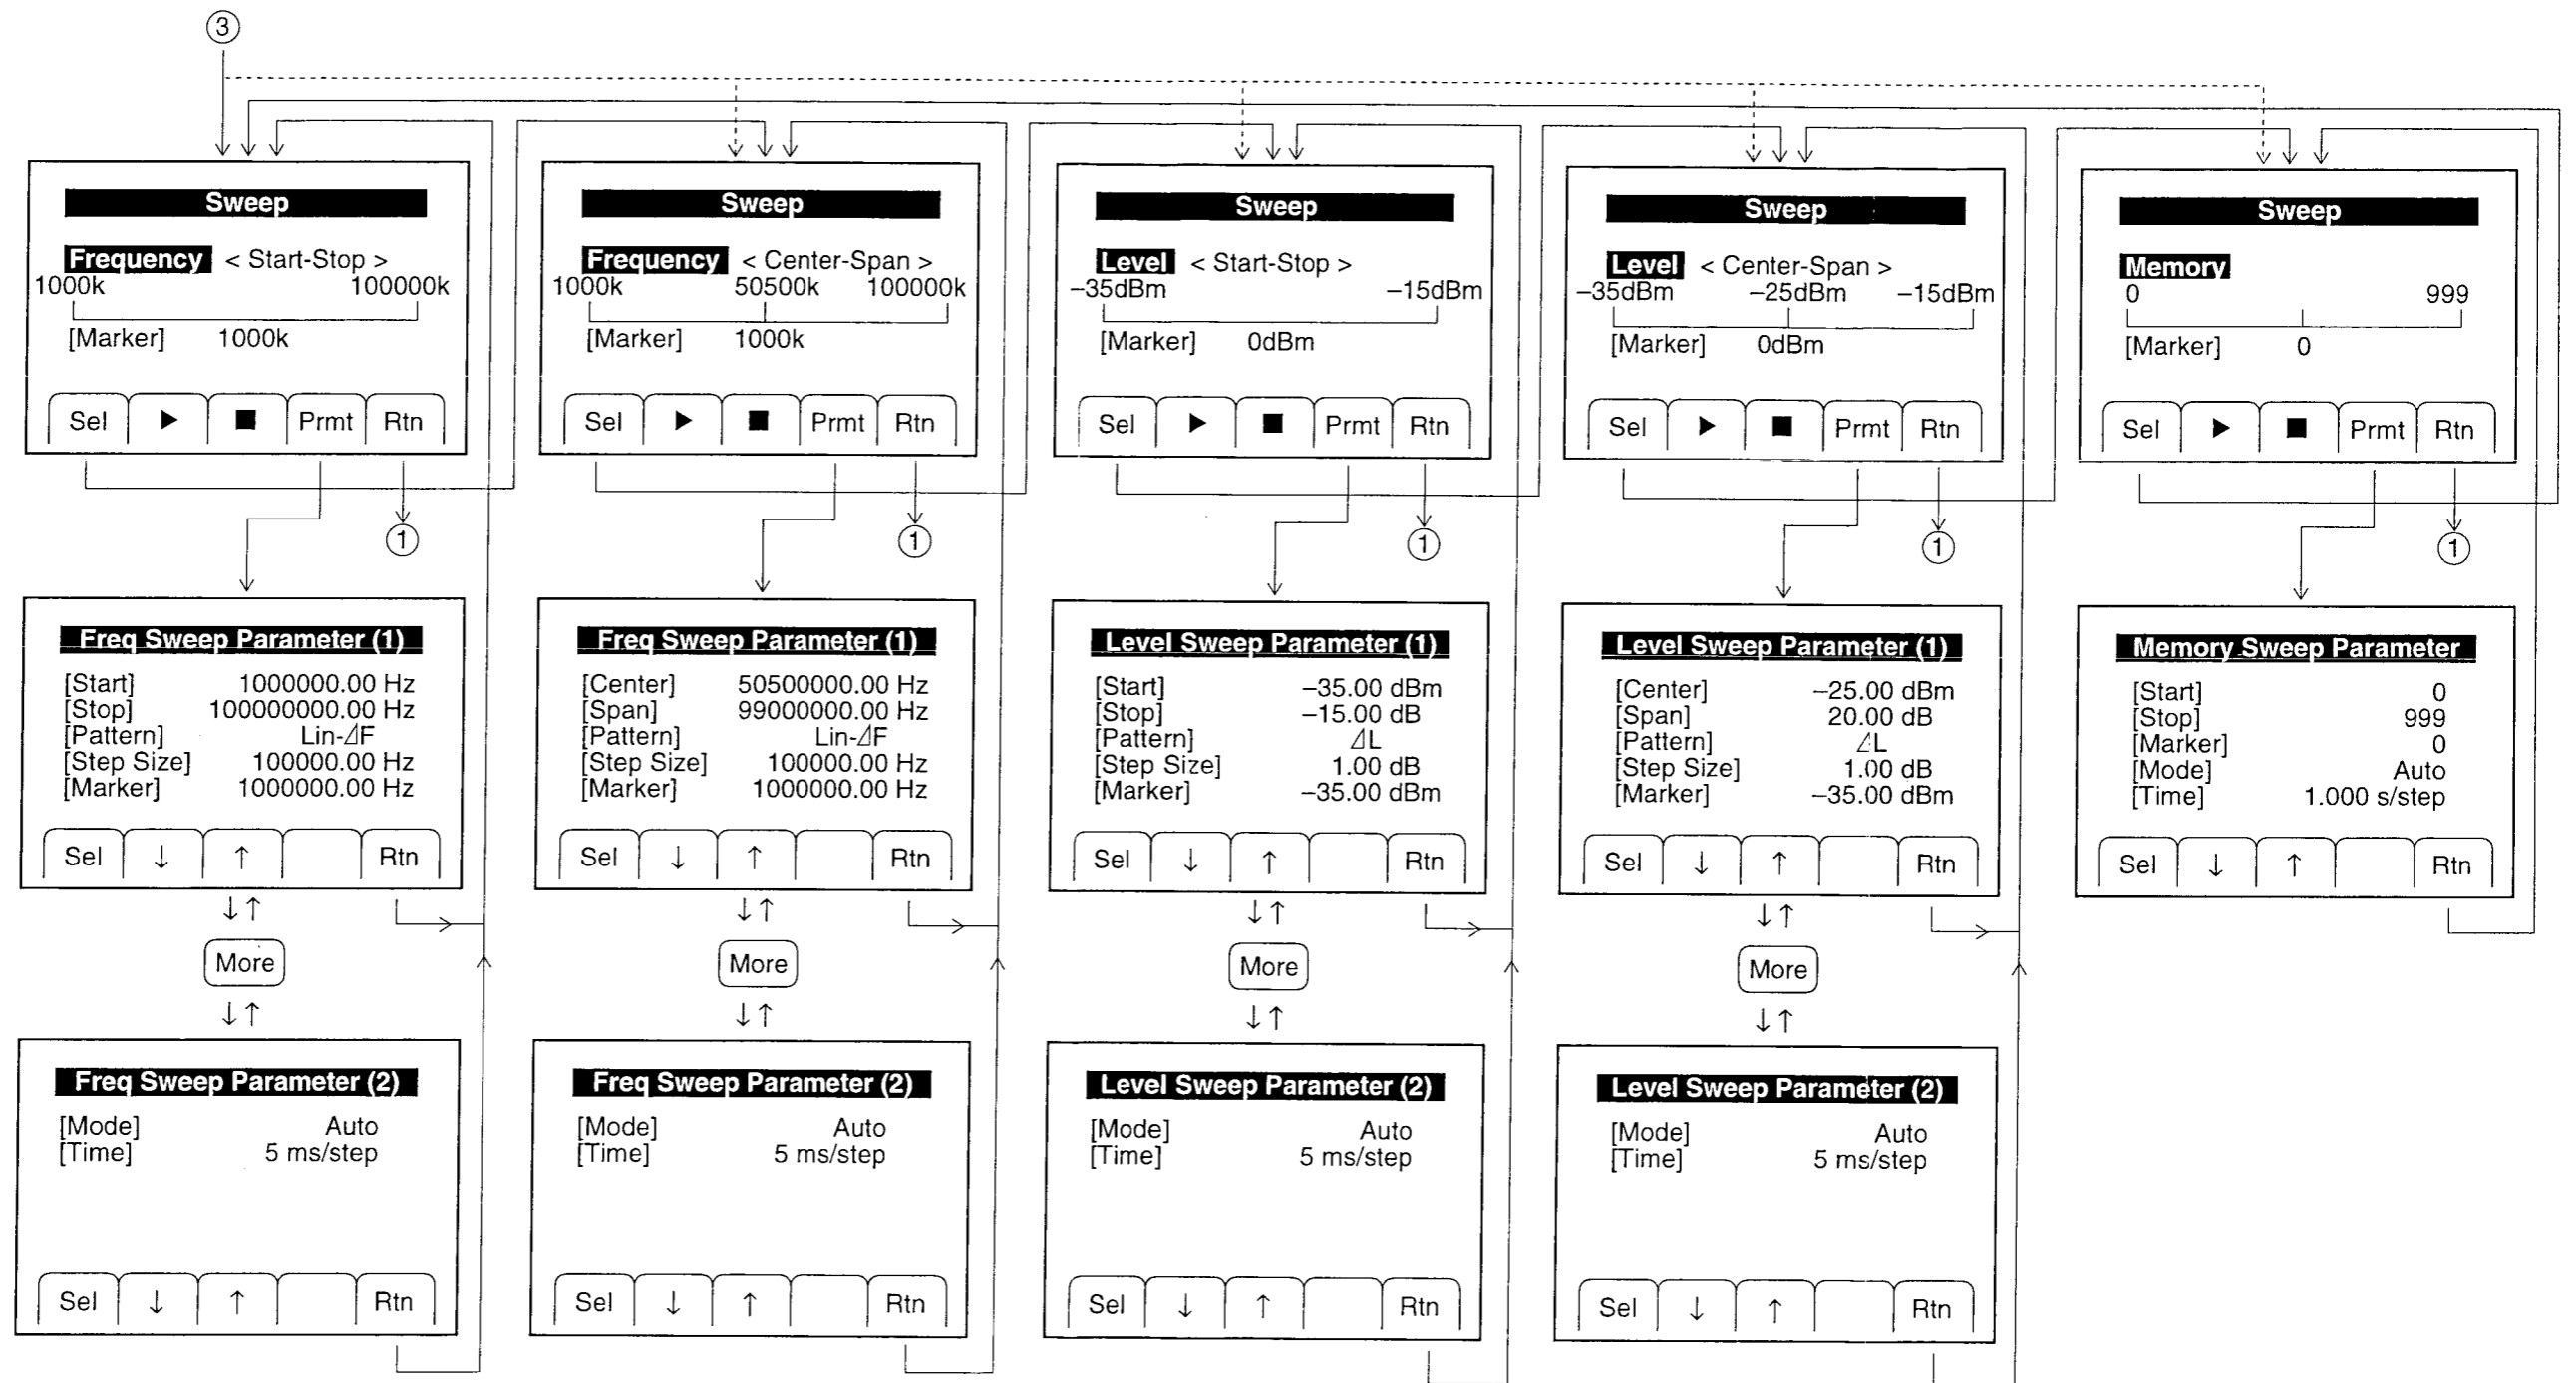 ③
Sweep
Frequency < Start-Stop >
1000k 100000k
[Marker] 1000k
Sel ▶ ■ Prmt Rtn
①
Sweep
Frequency < Center-Span >
1000k 50500k 100000k
[Marker] 1000k
Sel ▶ ■ Prmt Rtn
①
Sweep
Level < Start-Stop >
−35dBm −15dBm
[Marker] 0dBm
Sel ▶ ■ Prmt Rtn
①
Sweep
Level < Center-Span >
−35dBm −25dBm −15dBm
[Marker] 0dBm
Sel ▶ ■ Prmt Rtn
①
Sweep
Memory
0 999
[Marker] 0
Sel ▶ ■ Prmt Rtn
①
Freq Sweep Parameter (1)
[Start] 1000000.00 Hz
[Stop] 100000000.00 Hz
[Pattern] Lin-⊿F
[Step Size] 100000.00 Hz
[Marker] 1000000.00 Hz
Sel ↓ ↑ Rtn
↓↑
More
↓↑
Freq Sweep Parameter (1)
[Center] 50500000.00 Hz
[Span] 99000000.00 Hz
[Pattern] Lin-⊿F
[Step Size] 100000.00 Hz
[Marker] 1000000.00 Hz
Sel ↓ ↑ Rtn
↓↑
More
↓↑
Level Sweep Parameter (1)
[Start] −35.00 dBm
[Stop] −15.00 dB
[Pattern] ⊿L
[Step Size] 1.00 dB
[Marker] −35.00 dBm
Sel ↓ ↑ Rtn
↓↑
More
↓↑
Level Sweep Parameter (1)
[Center] −25.00 dBm
[Span] 20.00 dB
[Pattern] ⊿L
[Step Size] 1.00 dB
[Marker] −35.00 dBm
Sel ↓ ↑ Rtn
↓↑
More
↓↑
Memory Sweep Parameter
[Start] 0
[Stop] 999
[Marker] 0
[Mode] Auto
[Time] 1.000 s/step
Sel ↓ ↑ Rtn
Freq Sweep Parameter (2)
[Mode] Auto
[Time] 5 ms/step
Sel ↓ ↑ Rtn
Freq Sweep Parameter (2)
[Mode] Auto
[Time] 5 ms/step
Sel ↓ ↑ Rtn
Level Sweep Parameter (2)
[Mode] Auto
[Time] 5 ms/step
Sel ↓ ↑ Rtn
Level Sweep Parameter (2)
[Mode] Auto
[Time] 5 ms/step
Sel ↓ ↑ Rtn